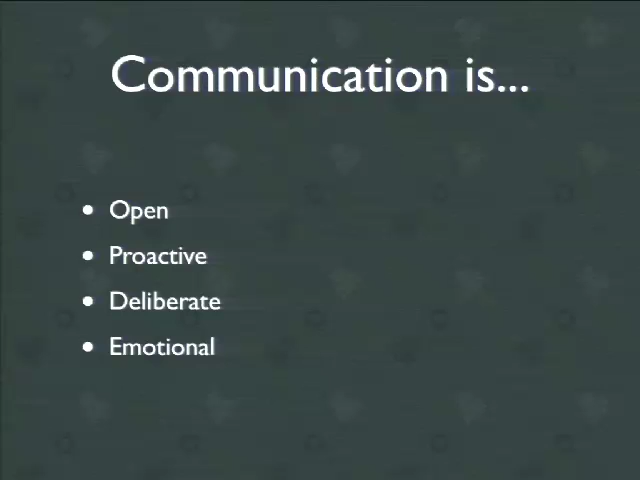 Communication is...
• Open
• Proactive
• Deliberate
• Emotional